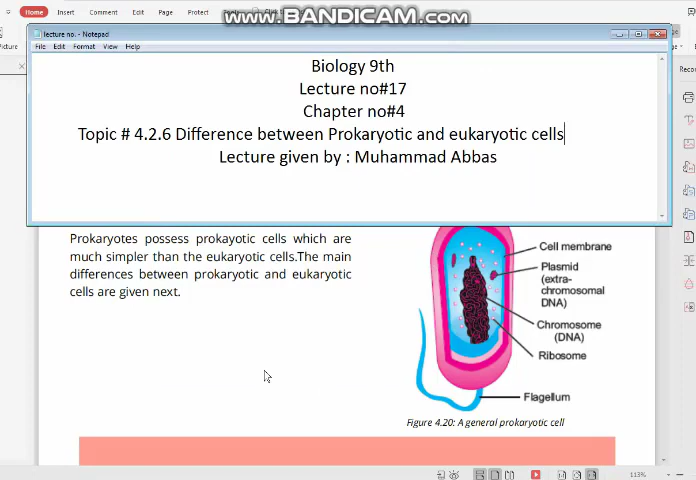 WWW.BANDICAM.COM
Home Insert Comment Edit Page Protect
lecture no. - Notepad
File Edit Format View Help
Biology 9th
Lecture no#17
Chapter no#4
Topic # 4.2.6 Difference between Prokaryotic and eukaryotic cells
Lecture given by : Muhammad Abbas
Prokaryotes possess prokayotic cells which are
much simpler than the eukaryotic cells.The main
differences between prokaryotic and eukaryotic
cells are given next.
Cell membrane
Plasmid
(extra-
chromosomal
DNA)
Chromosome
(DNA)
Ribosome
Flagellum
Figure 4.20: A general prokaryotic cell
113%